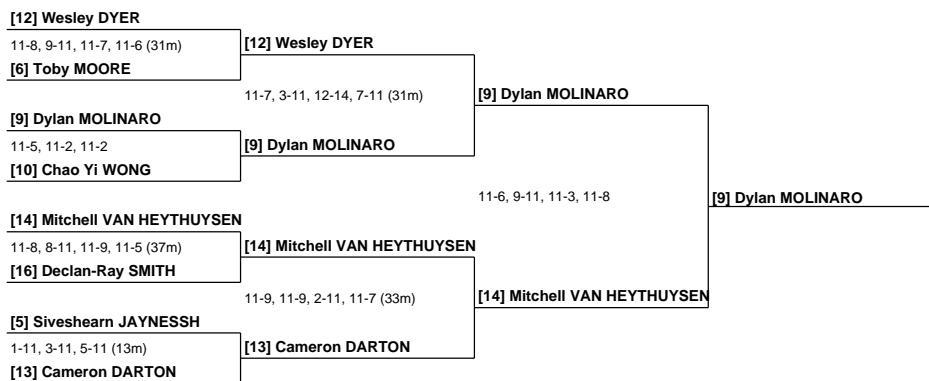 [12] Wesley DYER
11-8, 9-11, 11-7, 11-6 (31m)
[6] Toby MOORE
[9] Dylan MOLINARO
11-5, 11-2, 11-2
[10] Chao Yi WONG
[14] Mitchell VAN HEYTHUYSEN
11-8, 8-11, 11-9, 11-5 (37m)
[16] Declan-Ray SMITH
[5] Siveshearn JAYNESSH
1-11, 3-11, 5-11 (13m)
[13] Cameron DARTON
[12] Wesley DYER
11-7, 3-11, 12-14, 7-11 (31m)
[9] Dylan MOLINARO
[14] Mitchell VAN HEYTHUYSEN
11-9, 11-9, 2-11, 11-7 (33m)
[13] Cameron DARTON
[9] Dylan MOLINARO
11-6, 9-11, 11-3, 11-8
[14] Mitchell VAN HEYTHUYSEN
[9] Dylan MOLINARO